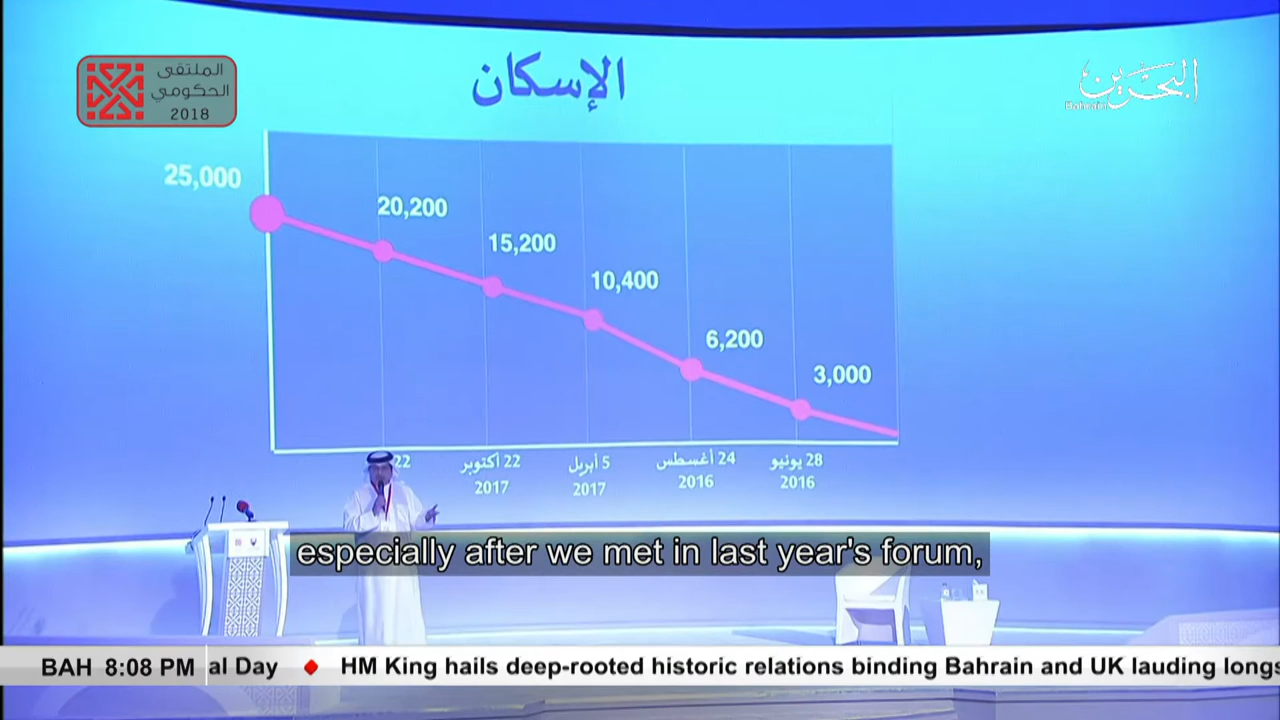 الإسكان
الملتقى
الحكومي
2018
البحرين
Bahrain
25,000
20,200
15,200
10,400
6,200
3,000
28 يونيو
2016
24 أغسطس
2016
5 أبريل
2017
22 أكتوبر
2017
22
especially after we met in last year's forum,
BAH 8:08 PM al Day HM King hails deep-rooted historic relations binding Bahrain and UK lauding longs